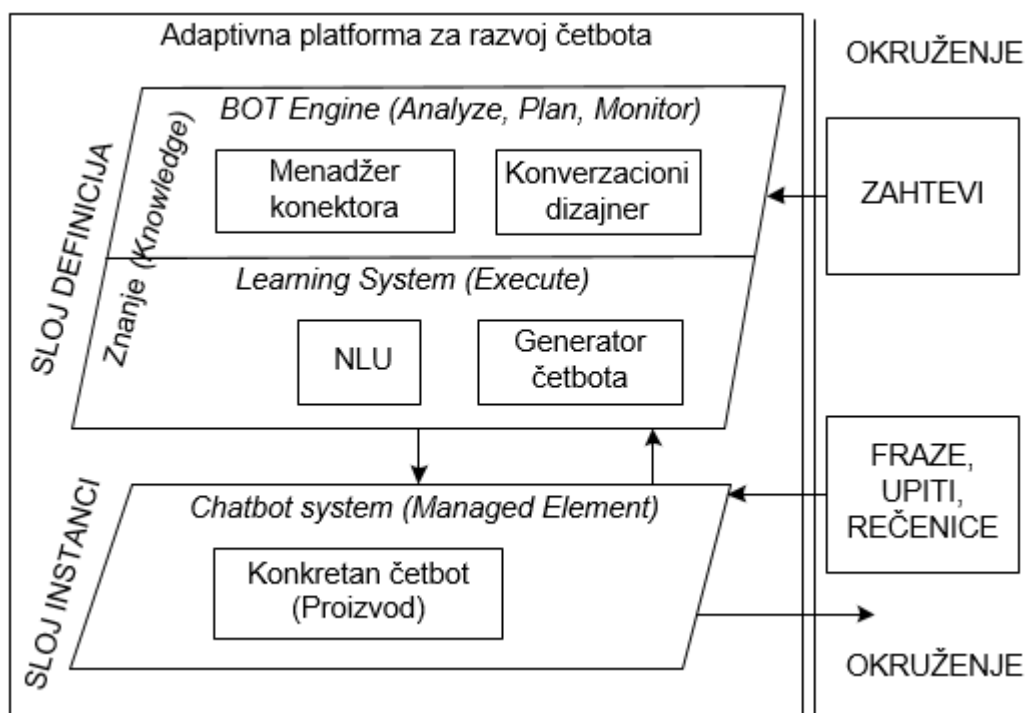 Adaptivna platforma za razvoj četbota
OKRUŽENJE
SLOJ DEFINICIJA
Znanje (Knowledge)
BOT Engine (Analyze, Plan, Monitor)
Menadžer
konektora
Konverzacioni
dizajner
ZAHTEVI
Learning System (Execute)
NLU
Generator
četbota
SLOJ INSTANCI
Chatbot system (Managed Element)
Konkretan četbot
(Proizvod)
FRAZE,
UPITI,
REČENICE
OKRUŽENJE